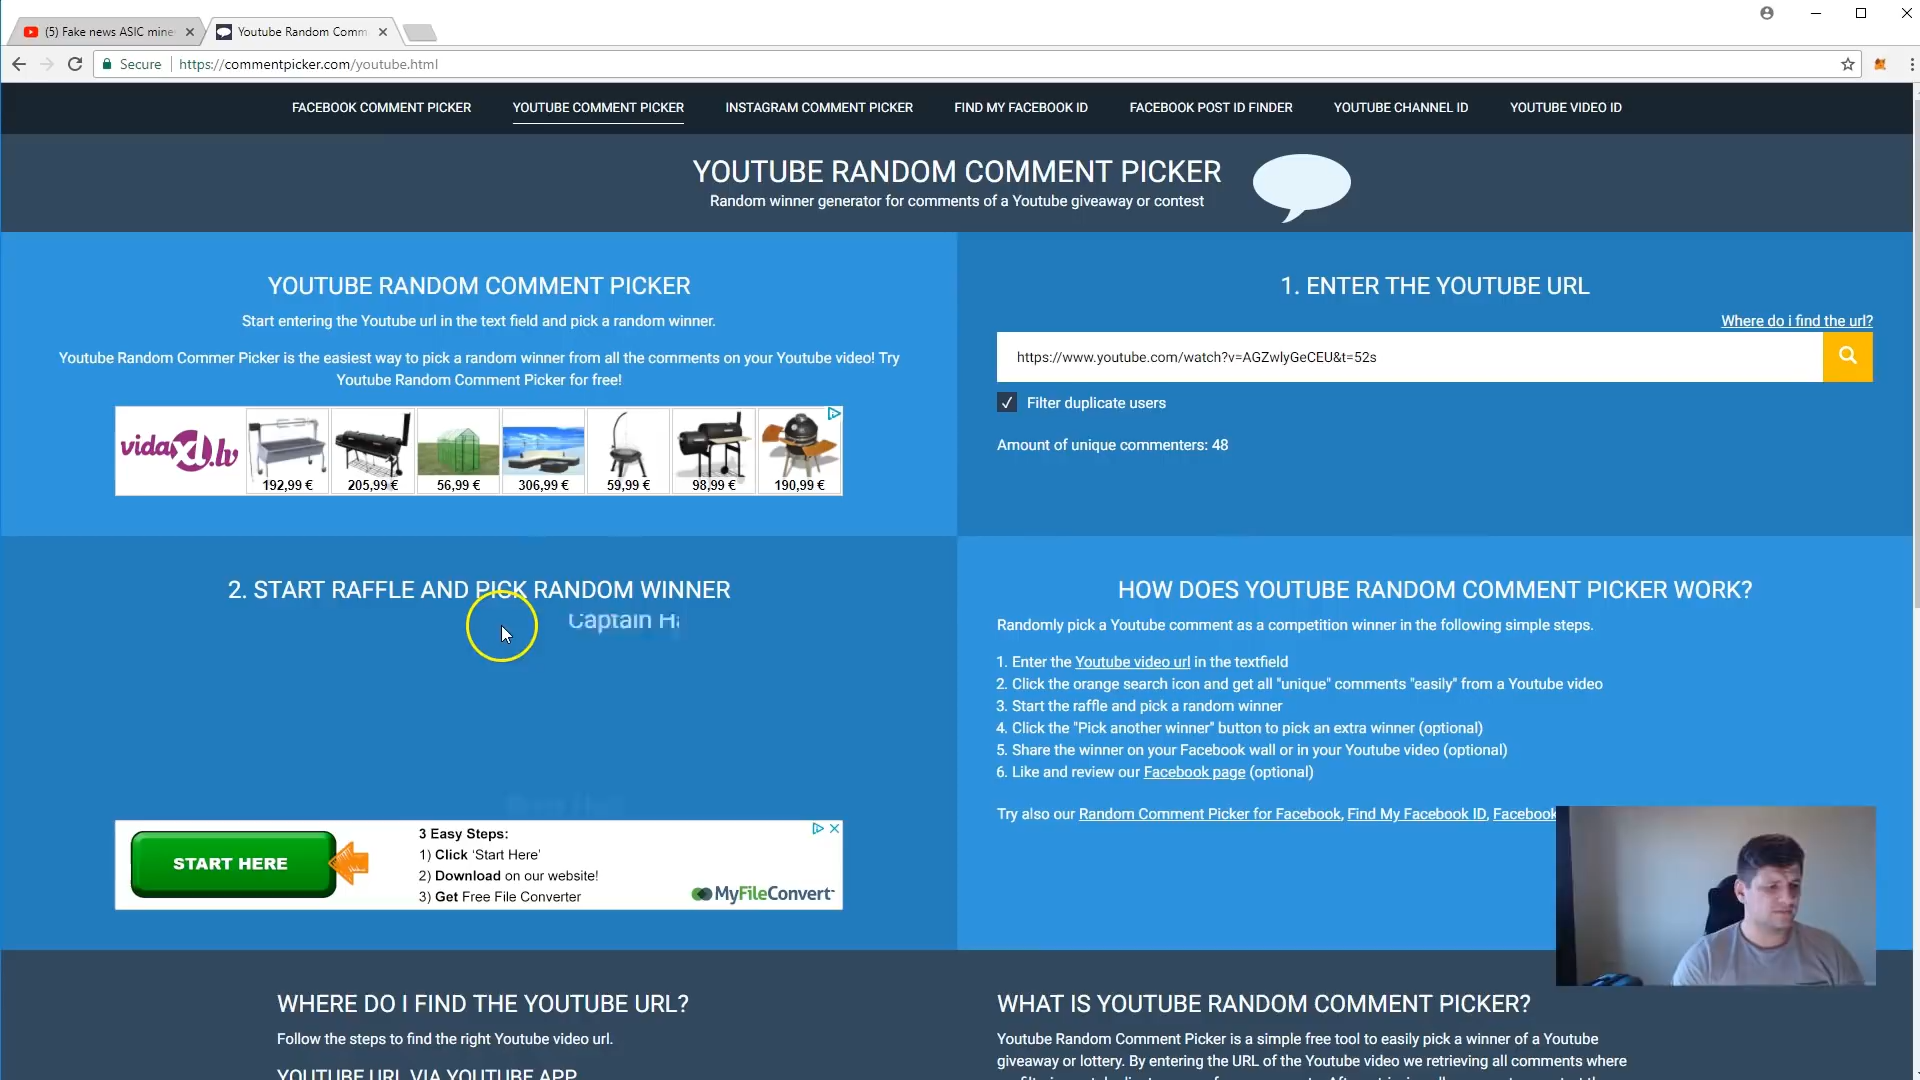 (5) Fake news ASIC mine
Youtube Random Comm
Secure
https://commentpicker.com/youtube.html
FACEBOOK COMMENT PICKER
YOUTUBE COMMENT PICKER
INSTAGRAM COMMENT PICKER
FIND MY FACEBOOK ID
FACEBOOK POST ID FINDER
YOUTUBE CHANNEL ID
YOUTUBE VIDEO ID
YOUTUBE RANDOM COMMENT PICKER
Random winner generator for comments of a Youtube giveaway or contest
YOUTUBE RANDOM COMMENT PICKER
Start entering the Youtube url in the text field and pick a random winner.
Youtube Random Commer Picker is the easiest way to pick a random winner from all the comments on your Youtube video! Try
Youtube Random Comment Picker for free!
vidaXL.lv
192,99 €
205,99 €
56,99 €
306,99 €
59,99 €
98,99 €
190,99 €
1. ENTER THE YOUTUBE URL
Where do i find the url?
https://www.youtube.com/watch?v=AGZwlyGeCEU&t=52s
Filter duplicate users
Amount of unique commenters: 48
2. START RAFFLE AND PICK RANDOM WINNER
Captain Ha
START HERE
3 Easy Steps:
1) Click 'Start Here'
2) Download on our website!
3) Get Free File Converter
MyFileConvert
HOW DOES YOUTUBE RANDOM COMMENT PICKER WORK?
Randomly pick a Youtube comment as a competition winner in the following simple steps.
1. Enter the Youtube video url in the textfield
2. Click the orange search icon and get all "unique" comments "easily" from a Youtube video
3. Start the raffle and pick a random winner
4. Click the "Pick another winner" button to pick an extra winner (optional)
5. Share the winner on your Facebook wall or in your Youtube video (optional)
6. Like and review our Facebook page (optional)
Try also our Random Comment Picker for Facebook, Find My Facebook ID, Facebook
WHERE DO I FIND THE YOUTUBE URL?
Follow the steps to find the right Youtube video url.
YOUTUBE URL VIA YOUTUBE APP
WHAT IS YOUTUBE RANDOM COMMENT PICKER?
Youtube Random Comment Picker is a simple free tool to easily pick a winner of a Youtube
giveaway or lottery. By entering the URL of the Youtube video we retrieving all comments where